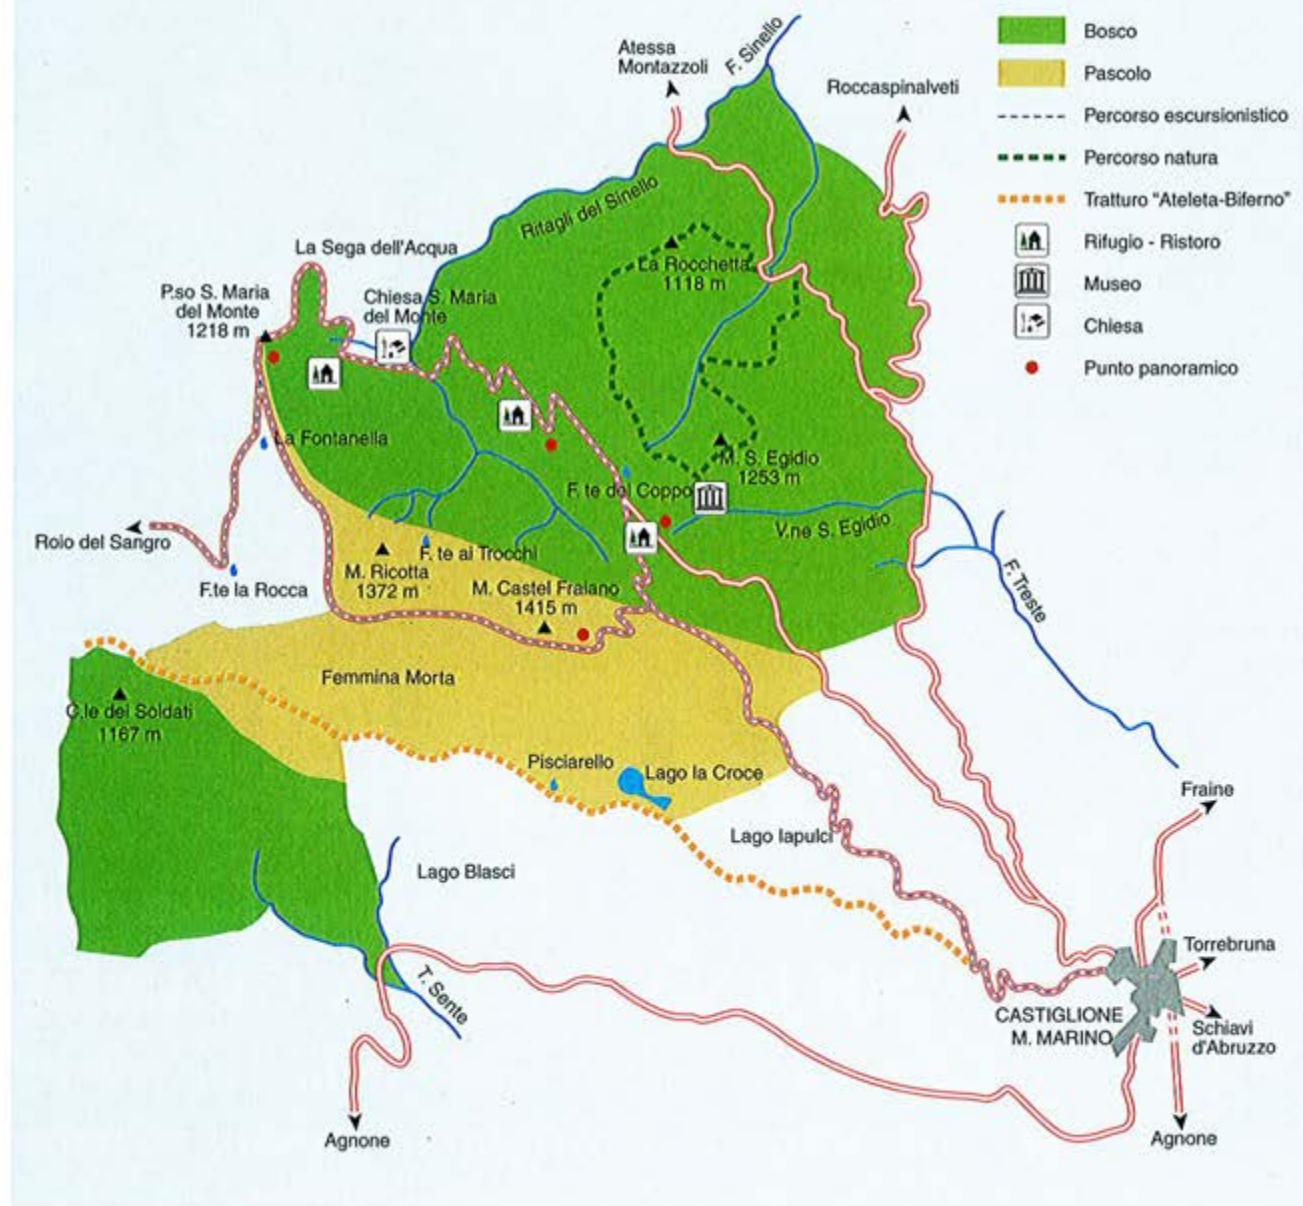 Atessa
Montazzoli
F. Sinello
Roccaspinalveti
Bosco
Pascolo
Percorso escursionistico
Percorso natura
Tratturo "Ateleta-Biferno"
Rifugio - Ristoro
Museo
Chiesa
Punto panoramico
Ritagli del Sinello
La Sega dell'Acqua
La Rocchetta
1118 m
P.so S. Maria
del Monte
1218 m
Chiesa S. Maria
del Monte
La Fontanella
M. S. Egidio
1253 m
F. te del Coppo
V.ne S. Egidio
Roio del Sangro
F. te ai Trocchi
M. Ricotta
1372 m
F.te la Rocca
M. Castel Fraiano
1415 m
F. Treste
Femmina Morta
C.le dei Soldati
1167 m
Pisciarello
Lago la Croce
Fraine
Lago Iapulci
Lago Blasci
T. Sente
Torrebruna
CASTIGLIONE
M. MARINO
Schiavi
d'Abruzzo
Agnone
Agnone